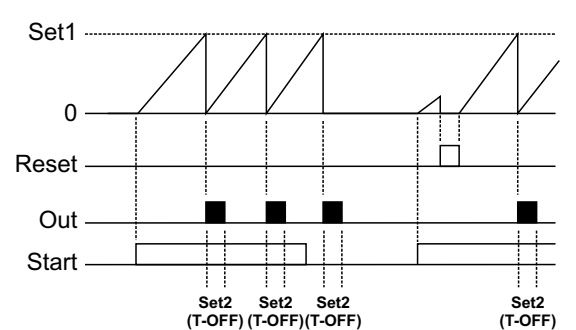 Set1
0
Reset
Out
Start
Set2 Set2 Set2 Set2
(T-OFF) (T-OFF) (T-OFF) (T-OFF)